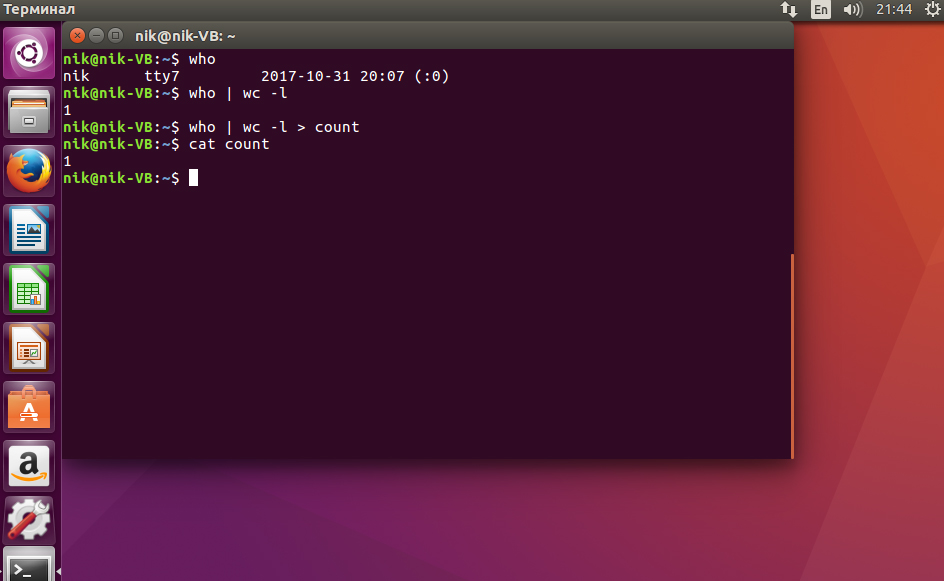 Терминал
En
21:44
nik@nik-VB: ~
nik@nik-VB:~$ who
nik      tty7         2017-10-31 20:07 (:0)
nik@nik-VB:~$ who | wc -l
1
nik@nik-VB:~$ who | wc -l > count
nik@nik-VB:~$ cat count
1
nik@nik-VB:~$